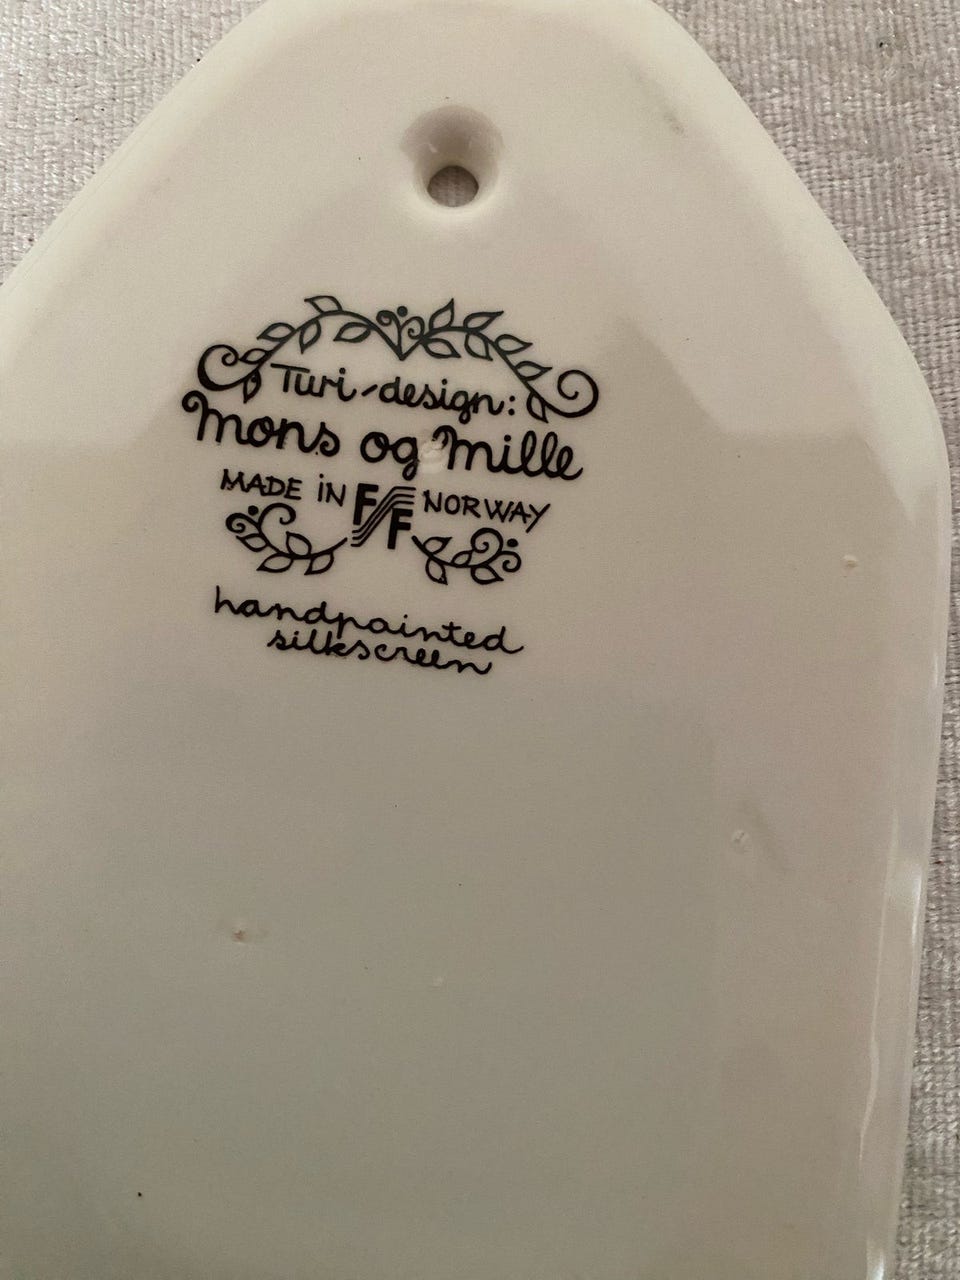 Turi-design:
mons og mille
MADE iN FF NORWAY
handpainted
silkscreen